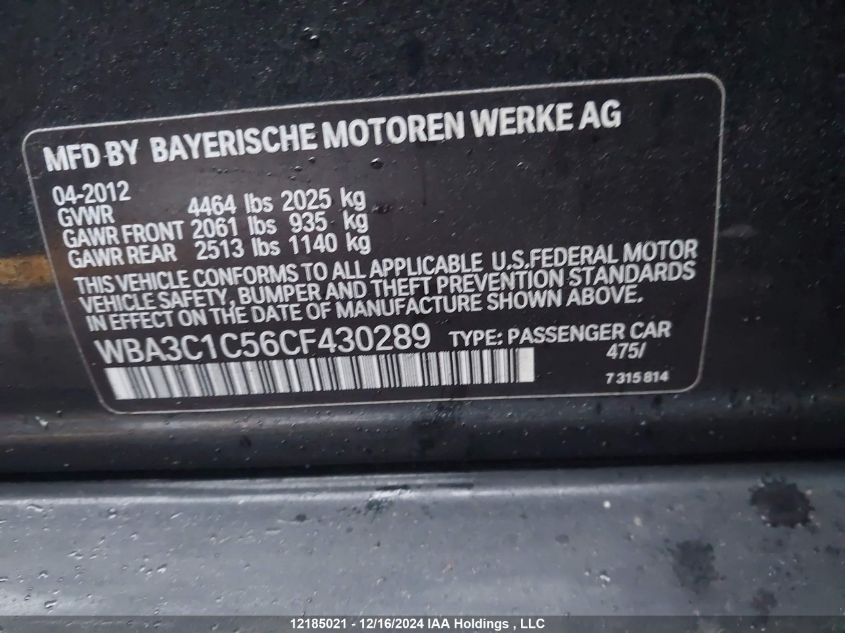 MFD BY BAYERISCHE MOTOREN WERKE AG
04-2012
GVWR 4464 lbs 2025 kg
GAWR FRONT 2061 lbs 935 kg
GAWR REAR 2513 lbs 1140 kg
THIS VEHICLE CONFORMS TO ALL APPLICABLE U.S.FEDERAL MOTOR
VEHICLE SAFETY, BUMPER AND THEFT PREVENTION STANDARDS
IN EFFECT ON THE DATE OF MANUFACTURE SHOWN ABOVE.
WBA3C1C56CF430289 TYPE: PASSENGER CAR
475/
7315814
12185021 - 12/16/2024 IAA Holdings , LLC